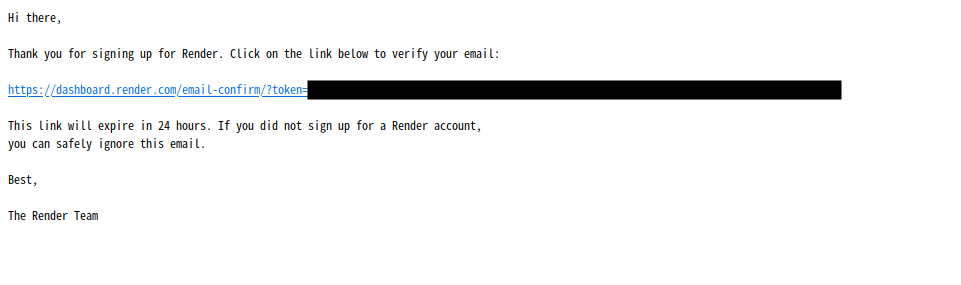 Hi there,
Thank you for signing up for Render. Click on the link below to verify your email:
https://dashboard.render.com/email-confirm/?token=
This link will expire in 24 hours. If you did not sign up for a Render account,
you can safely ignore this email.
Best,
The Render Team